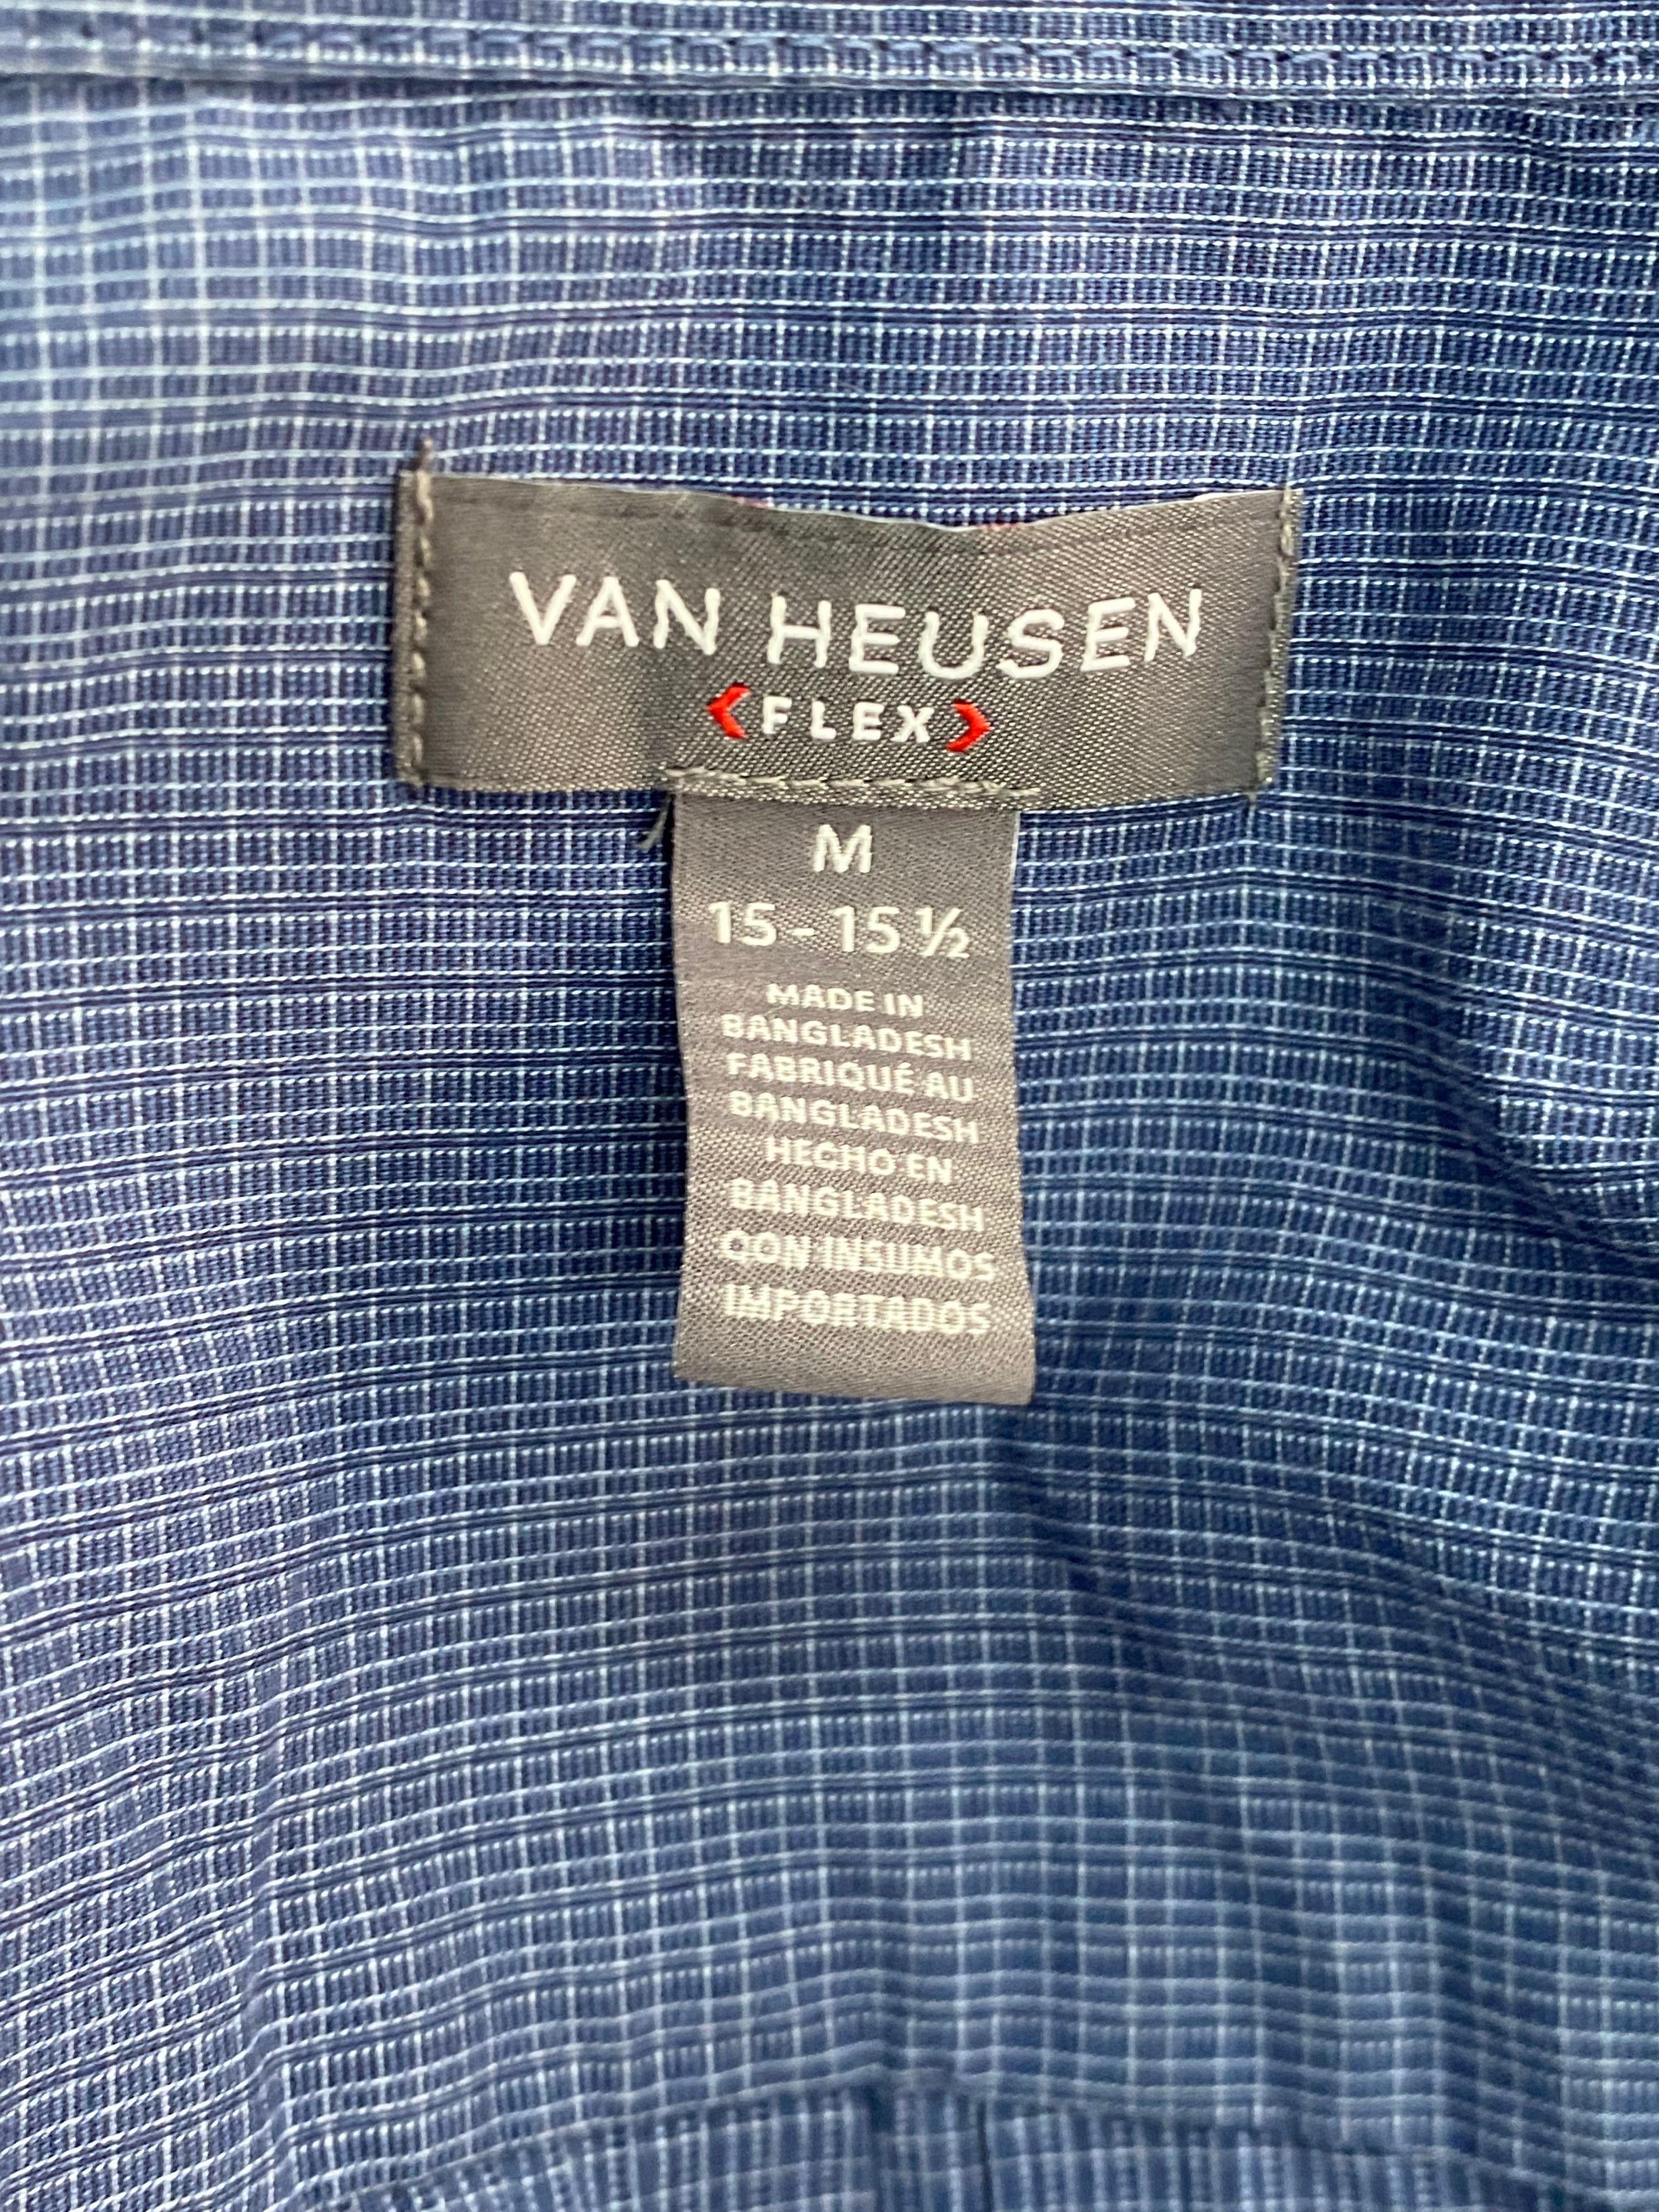 VAN HEUSEN
FLEX
M
15 - 15 ½
MADE IN
BANGLADESH
FABRIQUÉ AU
BANGLADESH
HECHO EN
BANGLADESH
CON INSUMOS
IMPORTADOS